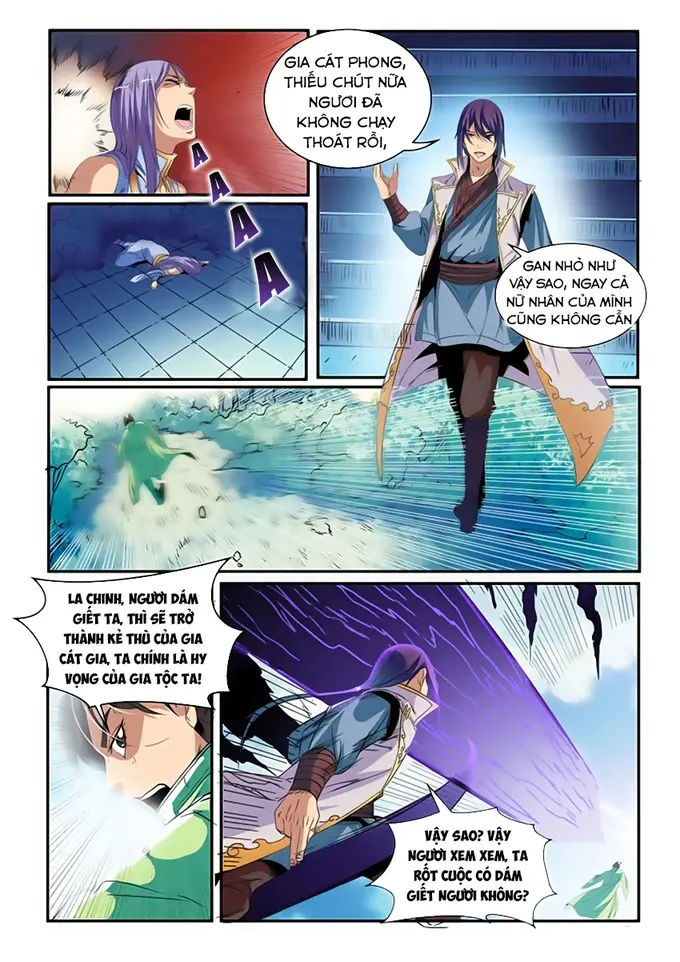 A
A
A
A
GIA CÁT PHONG,
THIẾU CHÚT NỮA
NGƯƠI ĐÃ
KHÔNG CHẠY
THOÁT RỒI,
GAN NHỎ NHƯ
VẬY SAO, NGAY CẢ
NỮ NHÂN CỦA MÌNH
CŨNG KHÔNG CẦN
LA CHINH, NGƯƠI DÁM
GIẾT TA, THÌ SẼ TRỞ
THÀNH KẺ THÙ CỦA GIA
CÁT GIA, TA CHÍNH LÀ HY
VỌNG CỦA GIA TỘC TA!
VẬY SAO? VẬY
NGƯƠI XEM XEM, TA
RỐT CUỘC CÓ DÁM
GIẾT NGƯƠI KHÔNG?